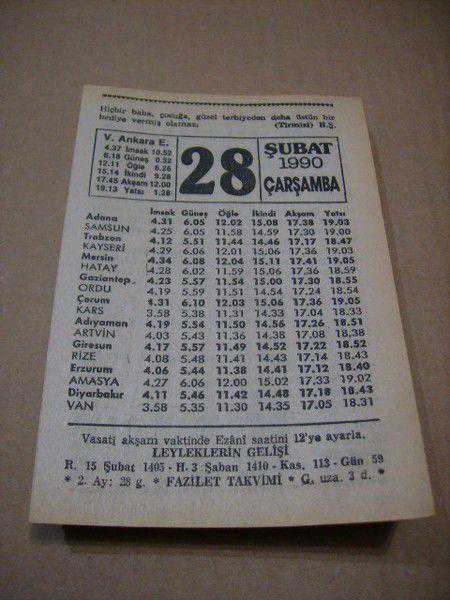 Hiçbir baba, çocuğa, güzel terbiyeden daha üstün bir
hediye vermiş olamaz. (Tirmizi) H.Ş.
V. Ankara E.
4.37 İmsak 10.52
6.18 Güneş 0.32
12.11 Öğle 6.26
15.14 İkindi 9.28
17.45 Akşam 12.00
19.13 Yatsı 1.28
28
ŞUBAT
1990
ÇARŞAMBA
İmsak Güneş Öğle İkindi Akşam Yatsı
Adana 4.31 6.05 12.02 15.08 17.38 19.03
SAMSUN 4.25 6.05 11.58 14.59 17.30 19.00
Trabzon 4.12 5.51 11.44 14.46 17.17 18.47
KAYSERİ 4.29 6.06 12.01 15.06 17.36 19.03
Mersin 4.34 6.08 12.04 15.11 17.41 19.05
HATAY 4.28 6.02 11.59 15.06 17.36 18.59
Gaziantep 4.23 5.57 11.54 15.00 17.30 18.55
ORDU 4.19 5.59 11.51 14.54 17.24 18.54
Çorum 4.31 6.10 12.03 15.06 17.36 19.05
KARS 3.58 5.38 11.31 14.33 17.04 18.33
Adıyaman 4.19 5.54 11.50 14.56 17.26 18.51
ARTVİN 4.03 5.43 11.36 14.38 17.08 18.38
Giresun 4.17 5.57 11.49 14.52 17.22 18.52
RİZE 4.08 5.48 11.41 14.43 17.14 18.43
Erzurum 4.06 5.44 11.38 14.41 17.12 18.40
AMASYA 4.27 6.06 12.00 15.02 17.33 19.02
Diyarbakır 4.11 5.46 11.42 14.48 17.18 18.43
VAN 3.58 5.35 11.30 14.35 17.05 18.31
Vasati akşam vaktinde Ezânî saatini 12'ye ayarla.
LEYLEKLERİN GELİŞİ
R. 15 Şubat 1405 - H. 3 Şaban 1410 - Kas. 113 - Gün 59
* 2. Ay: 28 g. * FAZİLET TAKVİMİ * G. uza. 3 d. *